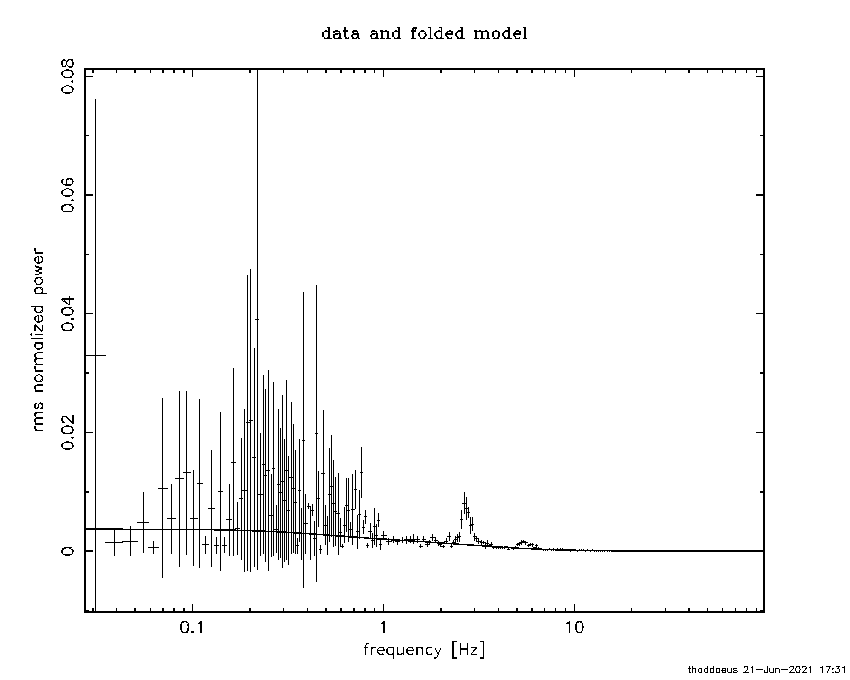 data and folded model
0.08
0.06
0.04
0.02
0
rms normalized power
0.1 1 10
frequency [Hz]
thaddaeus 21-Jun-2021 17:31